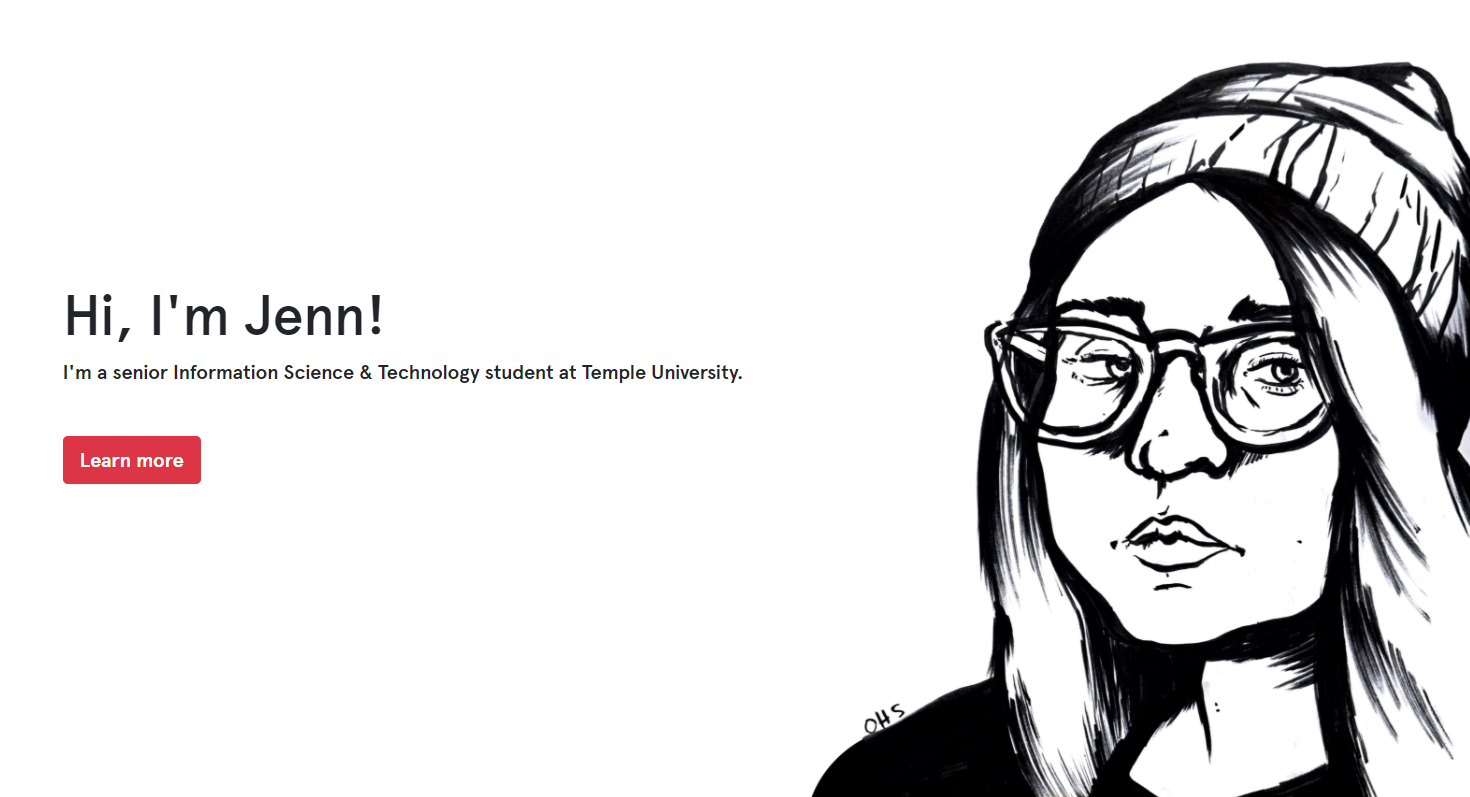 Hi, I'm Jenn!
I'm a senior Information Science & Technology student at Temple University.
Learn more
OHS